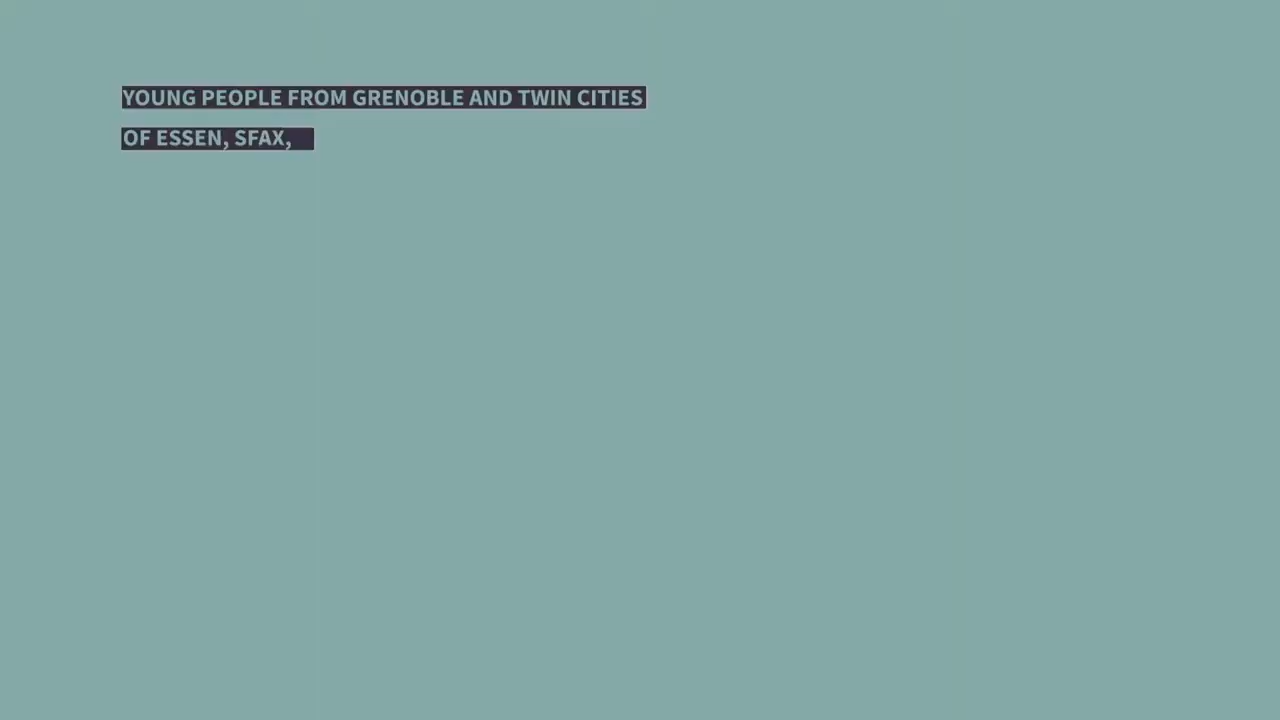 YOUNG PEOPLE FROM GRENOBLE AND TWIN CITIES
OF ESSEN, SFAX,